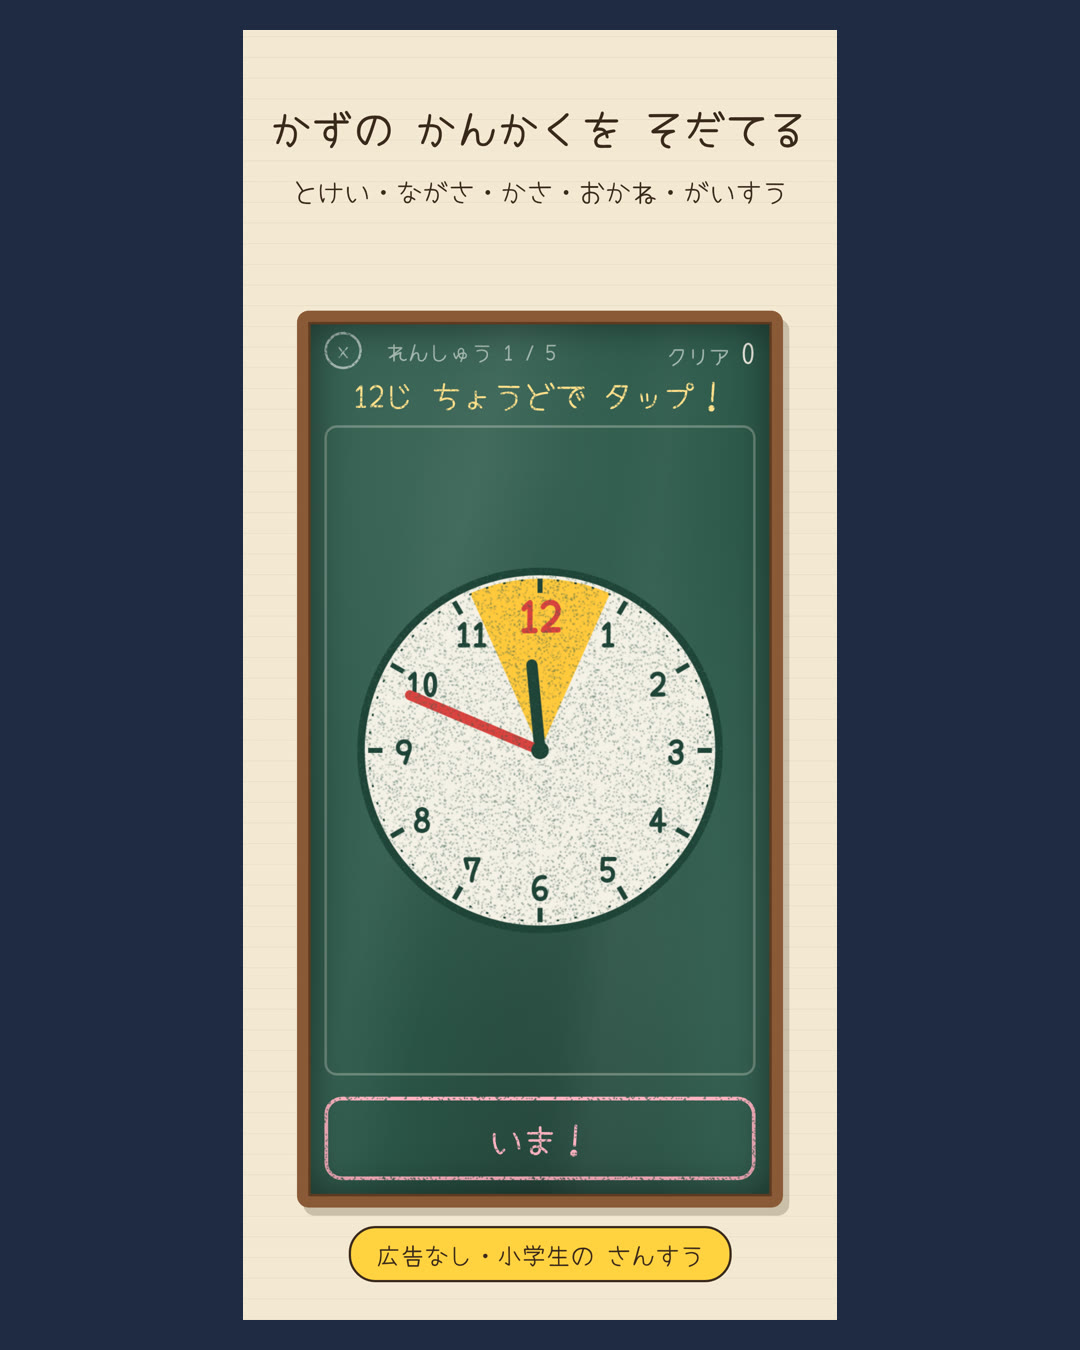 かずの かんかくを そだてる
とけい・ながさ・かさ・おかね・がいすう
x れんしゅう 1 / 5 クリア 0
12じ ちょうどで タップ！
12
11 1
10 2
9 3
8 4
7 5
6
いま！
広告なし・小学生の さんすう